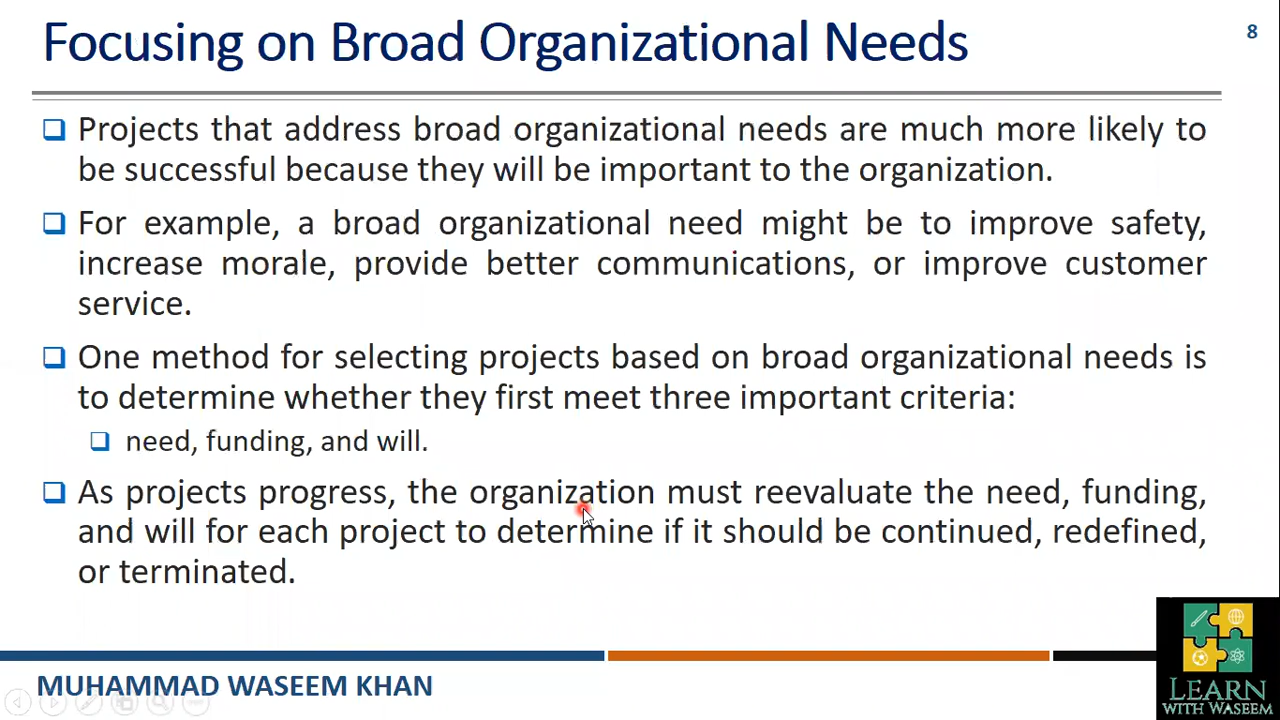 Focusing on Broad Organizational Needs
8
Projects that address broad organizational needs are much more likely to
be successful because they will be important to the organization.
For example, a broad organizational need might be to improve safety,
increase morale, provide better communications, or improve customer
service.
One method for selecting projects based on broad organizational needs is
to determine whether they first meet three important criteria:
need, funding, and will.
As projects progress, the organization must reevaluate the need, funding,
and will for each project to determine if it should be continued, redefined,
or terminated.
MUHAMMAD WASEEM KHAN
LEARN
WITH WASEEM